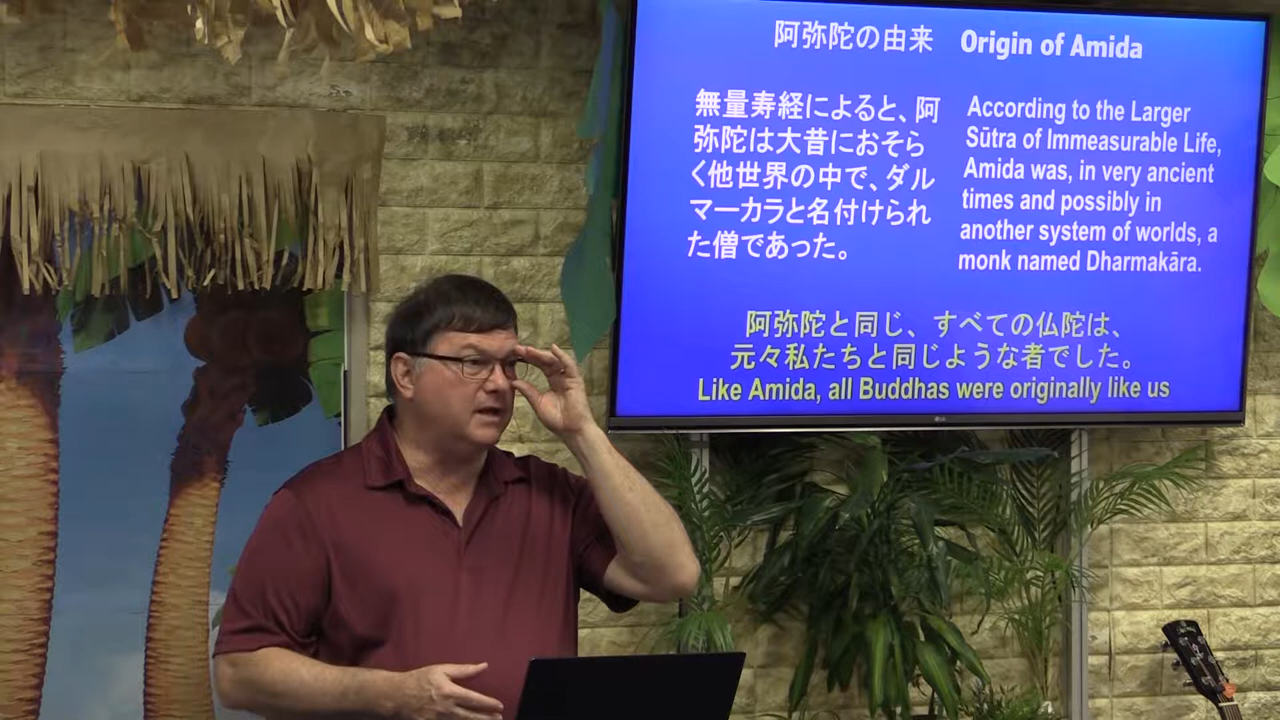 阿弥陀の由来 Origin of Amida
無量寿経によると、阿
弥陀は大昔におそら
く他世界の中で、ダル
マーカラと名付けられ
た僧であった。
According to the Larger
Sūtra of Immeasurable Life,
Amida was, in very ancient
times and possibly in
another system of worlds, a
monk named Dharmakāra.
阿弥陀と同じ、すべての仏陀は、
元々私たちと同じような者でした。
Like Amida, all Buddhas were originally like us
LG